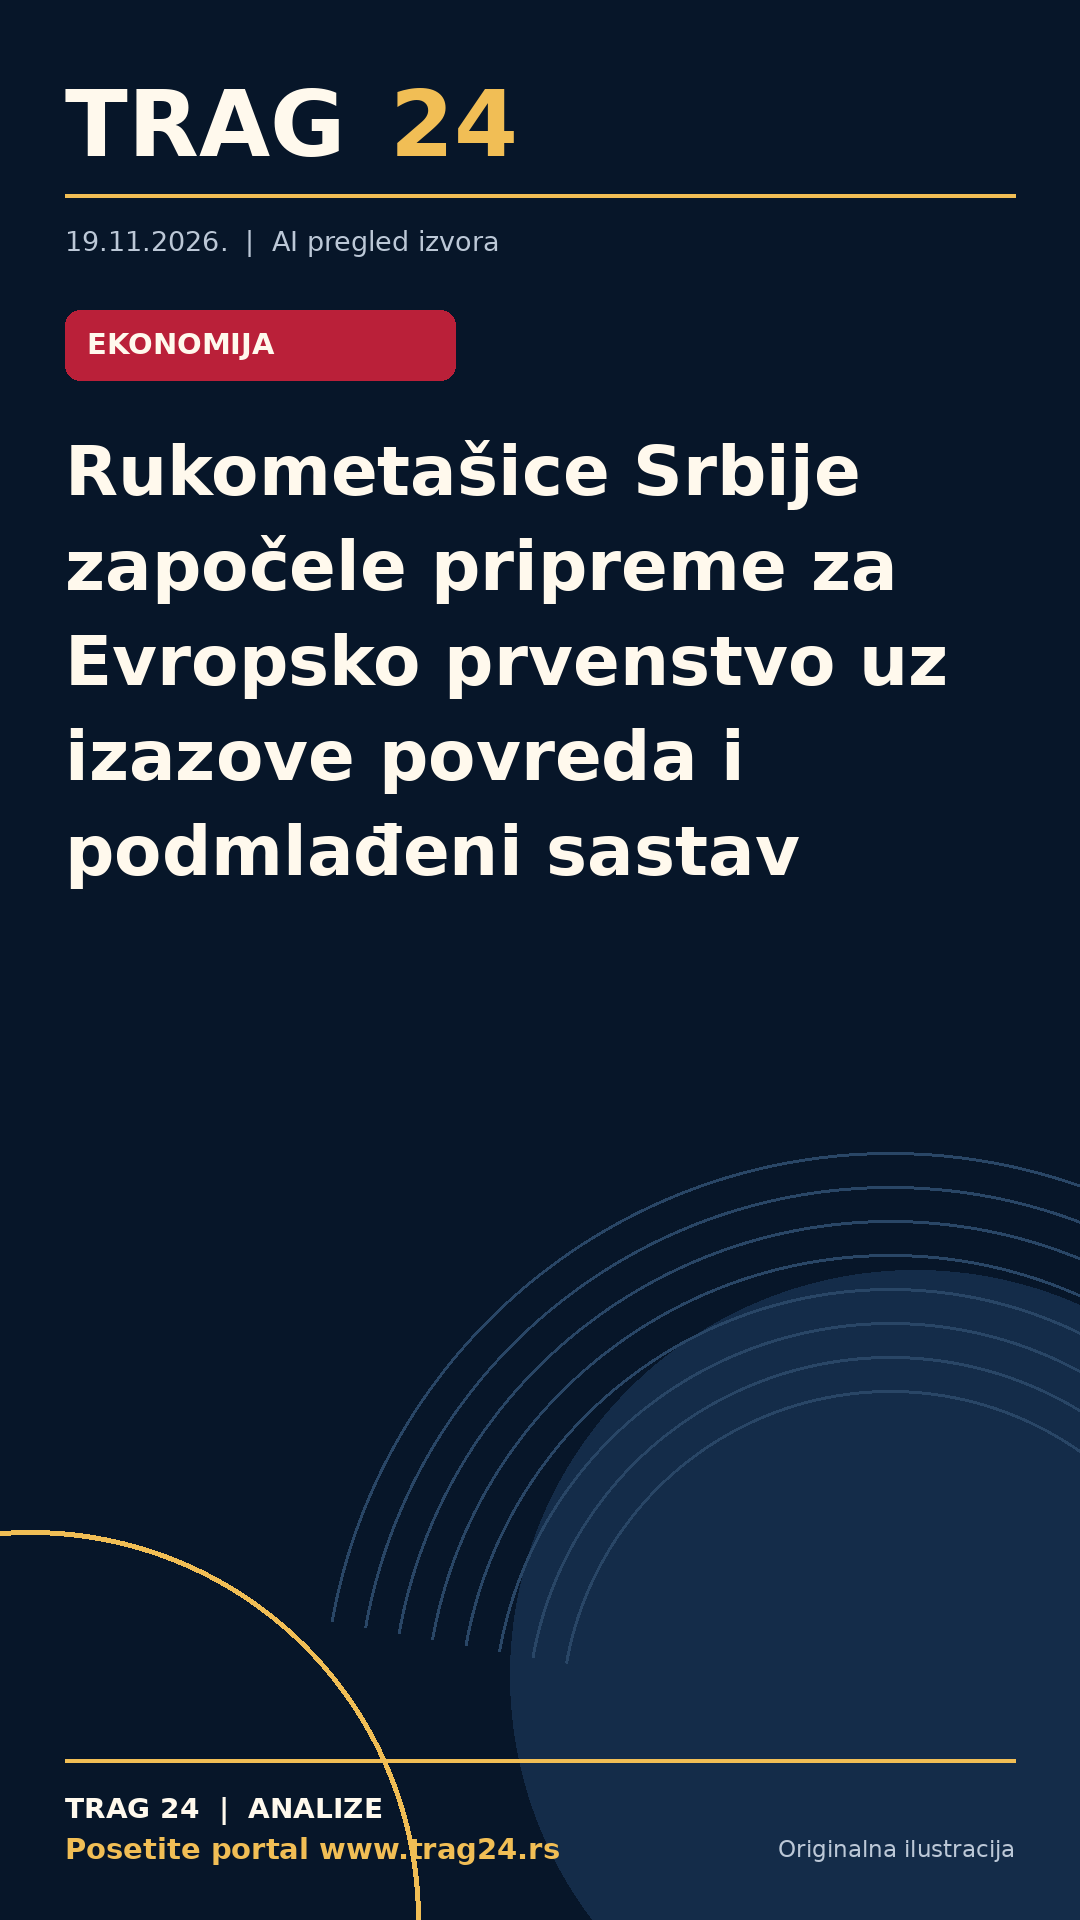 TRAG 24
19.11.2026. | AI pregled izvora
EKONOMIJA
Rukometašice Srbije
započele pripreme za
Evropsko prvenstvo uz
izazove povreda i
podmlađeni sastav
TRAG 24 | ANALIZE
Posetite portal www.trag24.rs
Originalna ilustracija